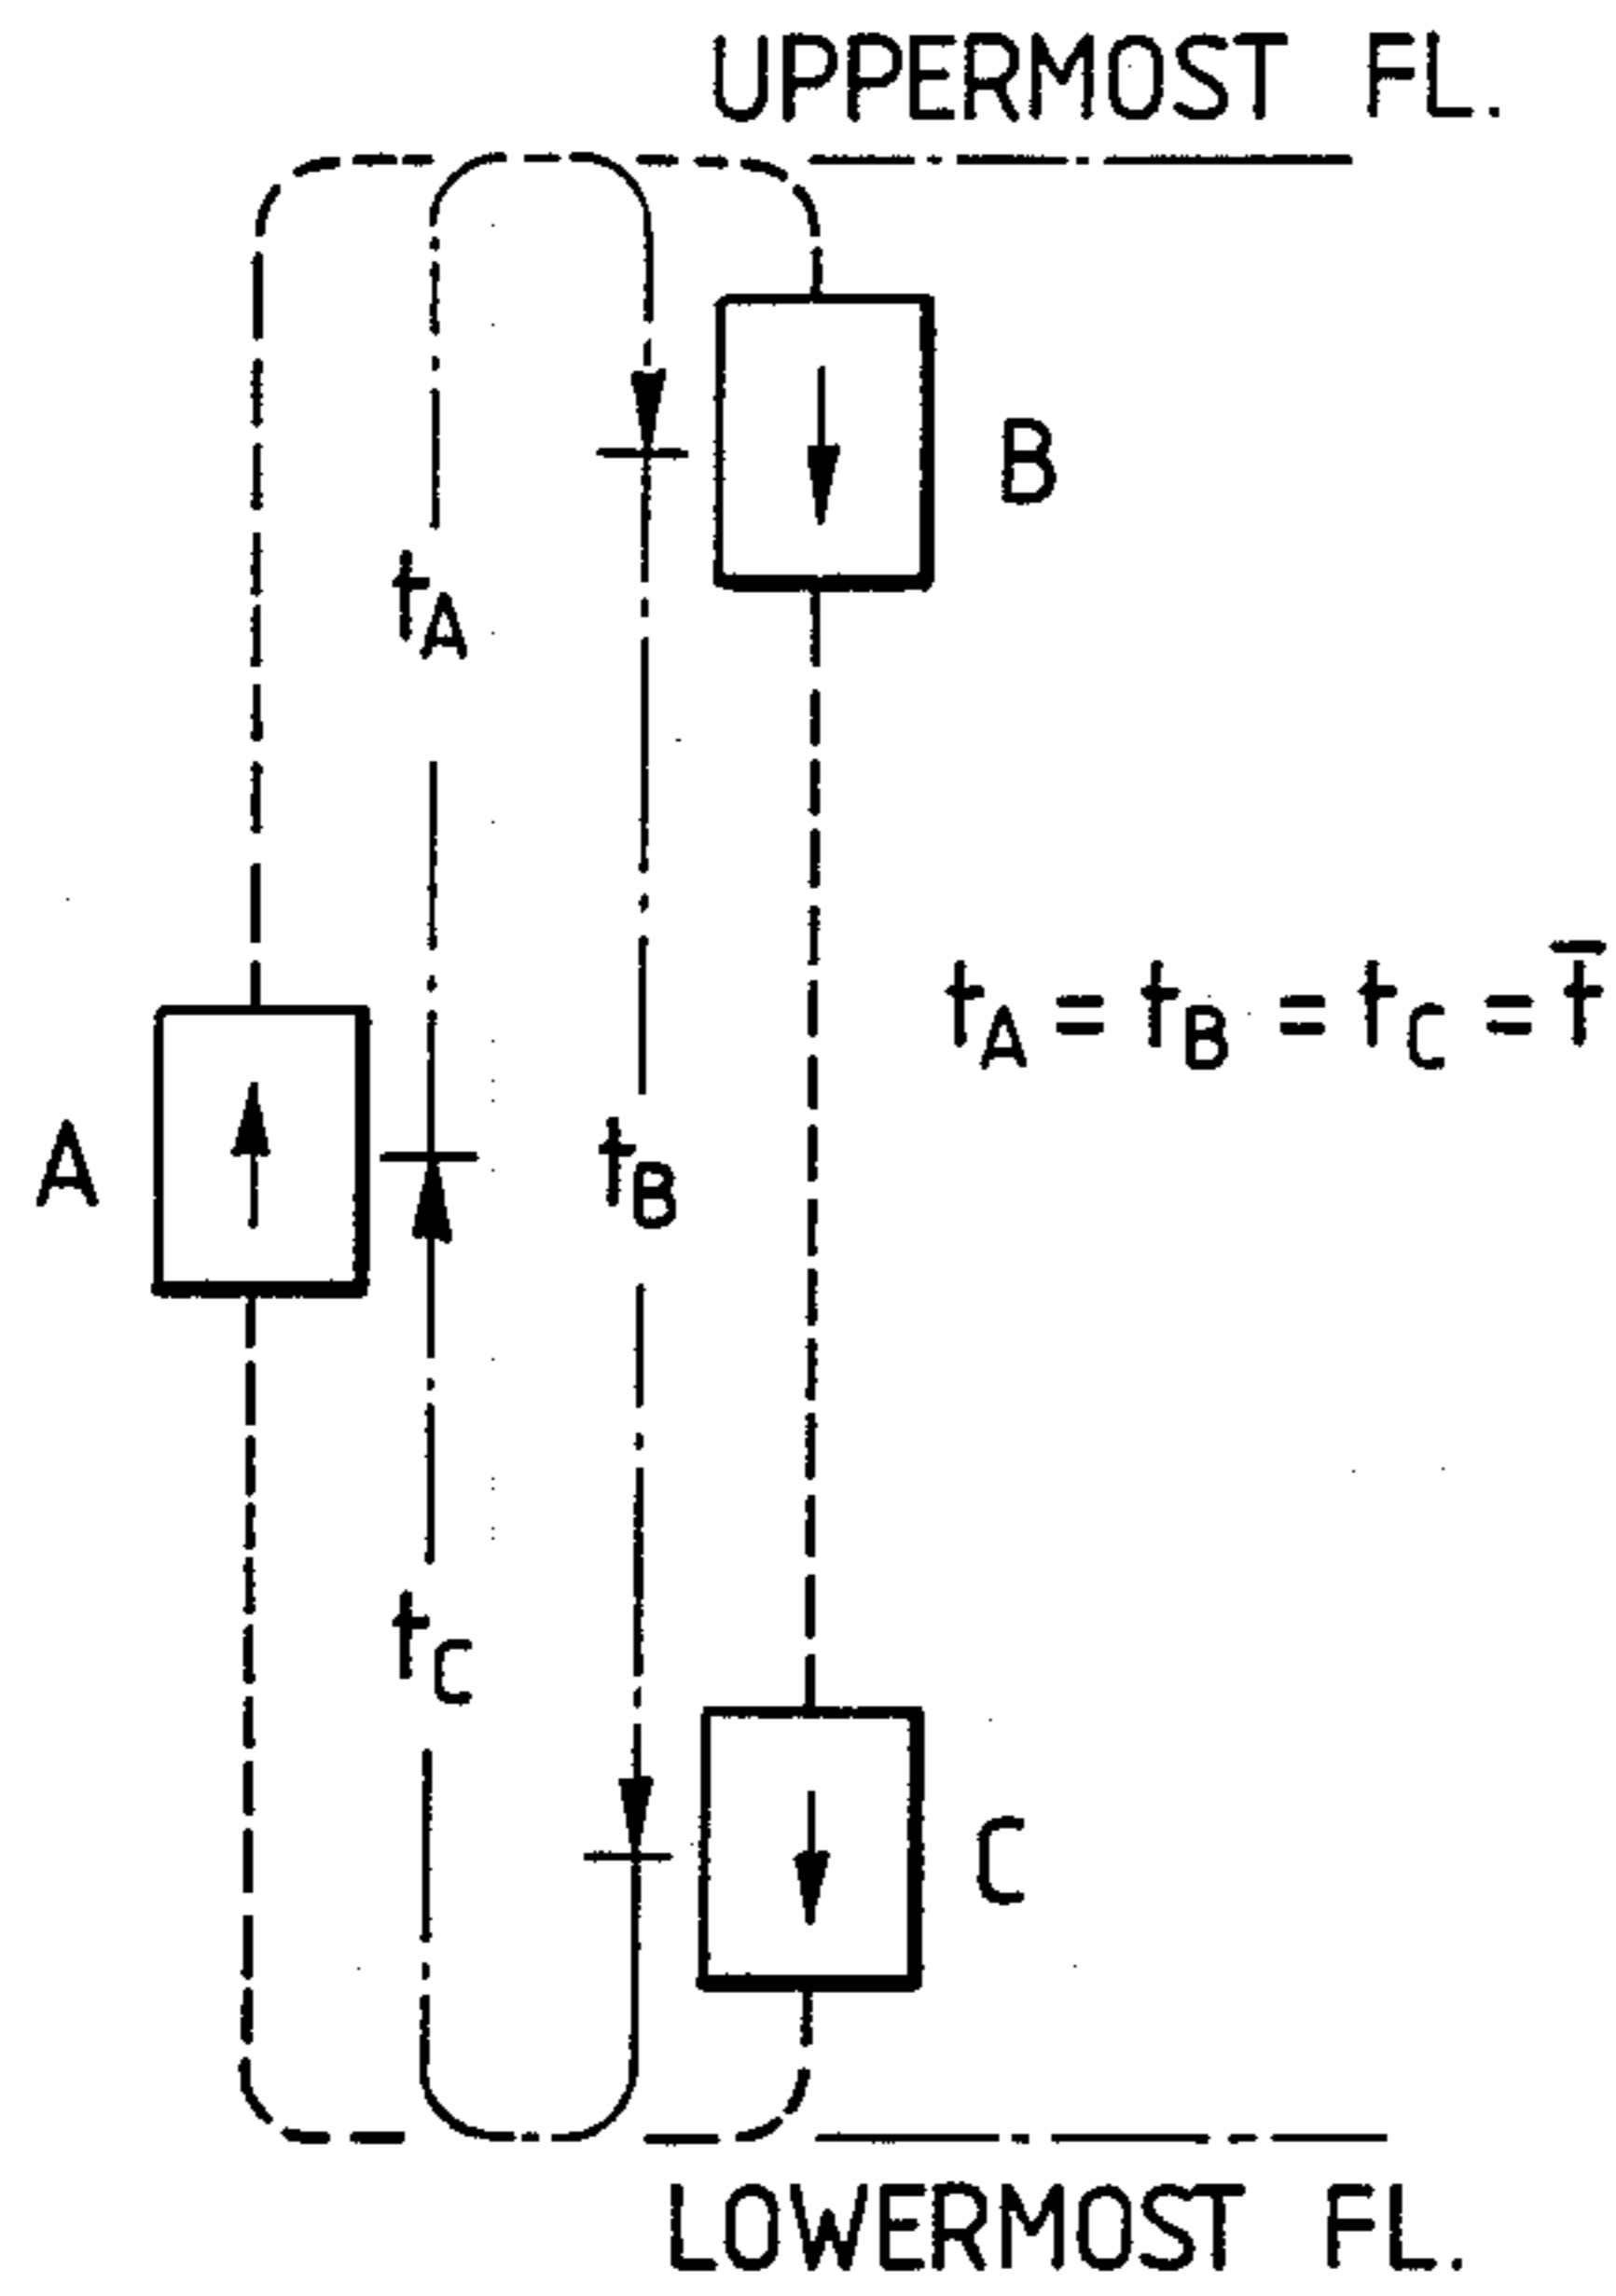 UPPERMOST FL.
B
tA
tA = tB = tC = t̅
A
tB
tC
C
LOWERMOST FL.